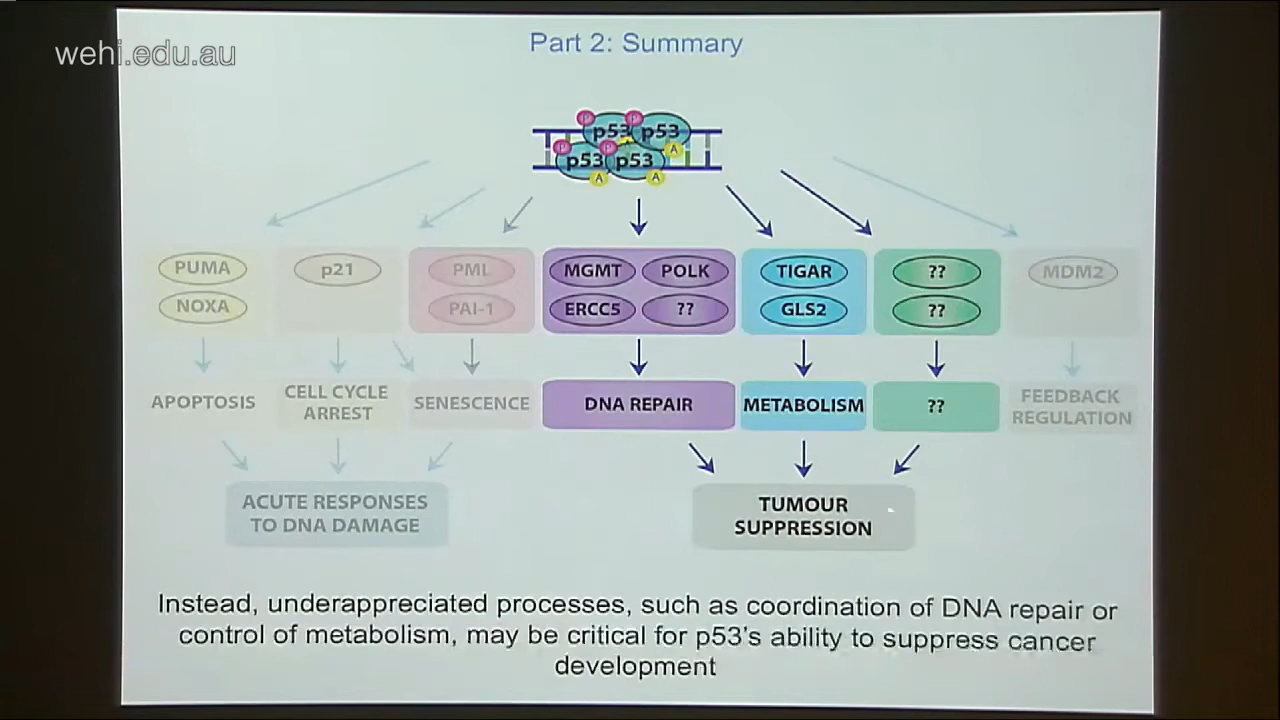 wehi.edu.au
Part 2: Summary
P P
p53 p53
P P
p53 p53 A
A A
PUMA p21 PML MGMT POLK TIGAR ?? MDM2
NOXA PAI-1 ERCC5 ?? GLS2 ??
APOPTOSIS
CELL CYCLE
ARREST
SENESCENCE
DNA REPAIR
METABOLISM
??
FEEDBACK
REGULATION
ACUTE RESPONSES
TO DNA DAMAGE
TUMOUR
SUPPRESSION
Instead, underappreciated processes, such as coordination of DNA repair or
control of metabolism, may be critical for p53's ability to suppress cancer
development